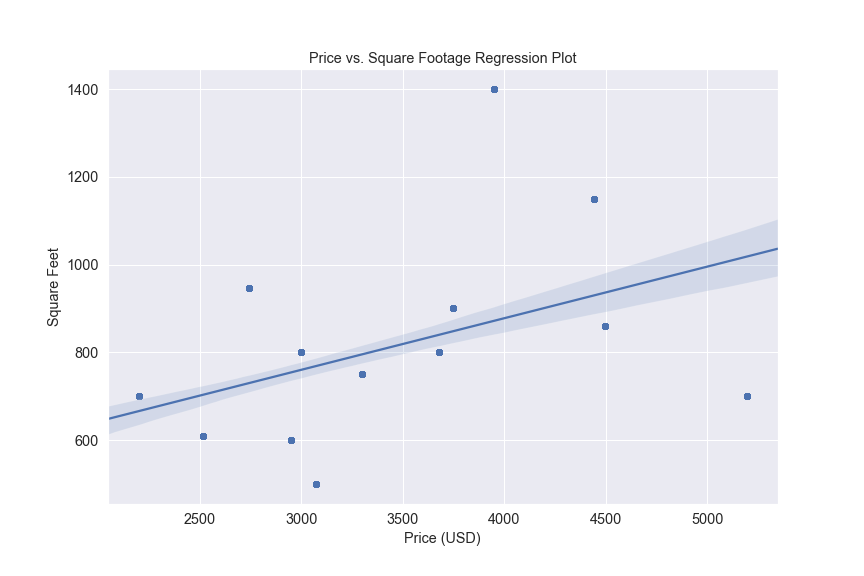 Price vs. Square Footage Regression Plot
1400
1200
1000
800
600
Square Feet
2500 3000 3500 4000 4500 5000
Price (USD)